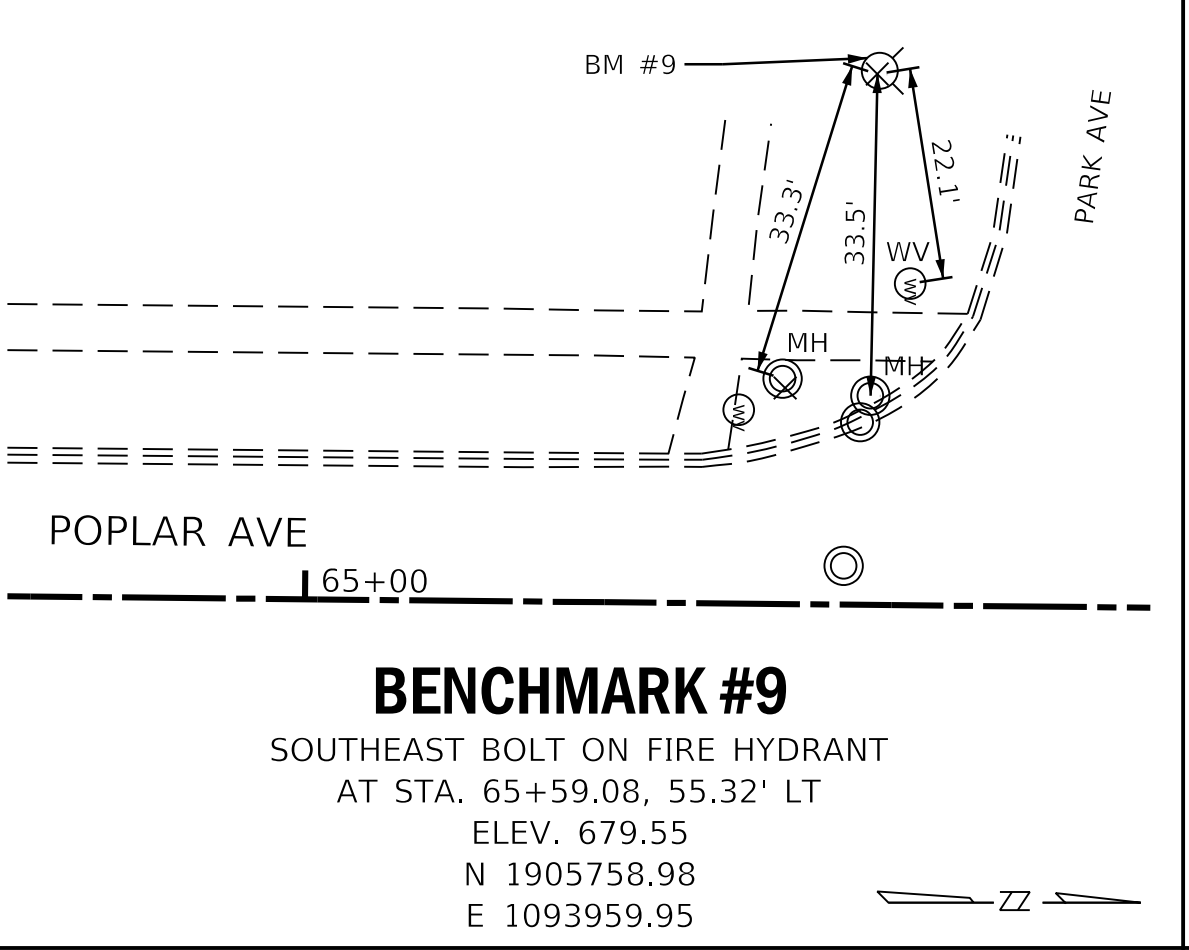 BM #9
PARK AVE
22.1'
33.3'
33.5'
WV
WV
MH
MH
WV
POPLAR AVE
65+00
BENCHMARK #9
SOUTHEAST BOLT ON FIRE HYDRANT
AT STA. 65+59.08, 55.32' LT
ELEV. 679.55
N 1905758.98
E 1093959.95